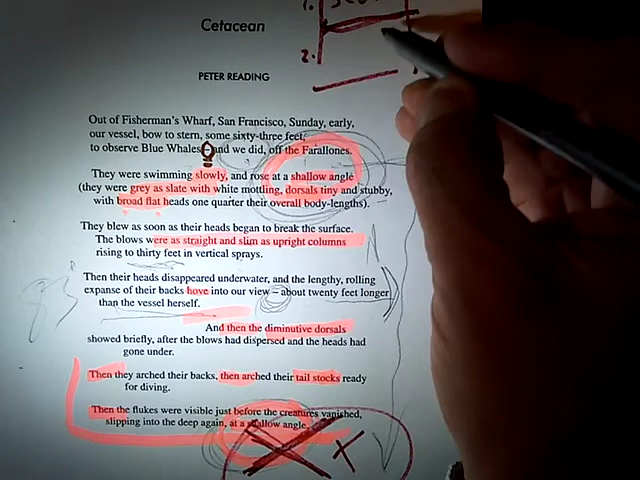 1.
Cetacean
2.
PETER READING
Out of Fisherman's Wharf, San Francisco, Sunday, early,
our vessel, bow to stern, some sixty-three feet,
to observe Blue Whales and we did, off the Farallones.
They were swimming slowly, and rose at a shallow angle
(they were grey as slate with white mottling, dorsals tiny and stubby,
with broad flat heads one quarter their overall body-lengths).
They blew as soon as their heads began to break the surface.
The blows were as straight and slim as upright columns
rising to thirty feet in vertical sprays.
Then their heads disappeared underwater, and the lengthy, rolling
expanse of their backs hove into our view – about twenty feet longer
than the vessel herself.
And then the diminutive dorsals
showed briefly, after the blows had dispersed and the heads had
gone under.
Then they arched their backs, then arched their tail stocks ready
for diving.
Then the flukes were visible just before the creatures vanished,
slipping into the deep again, at a shallow angle.